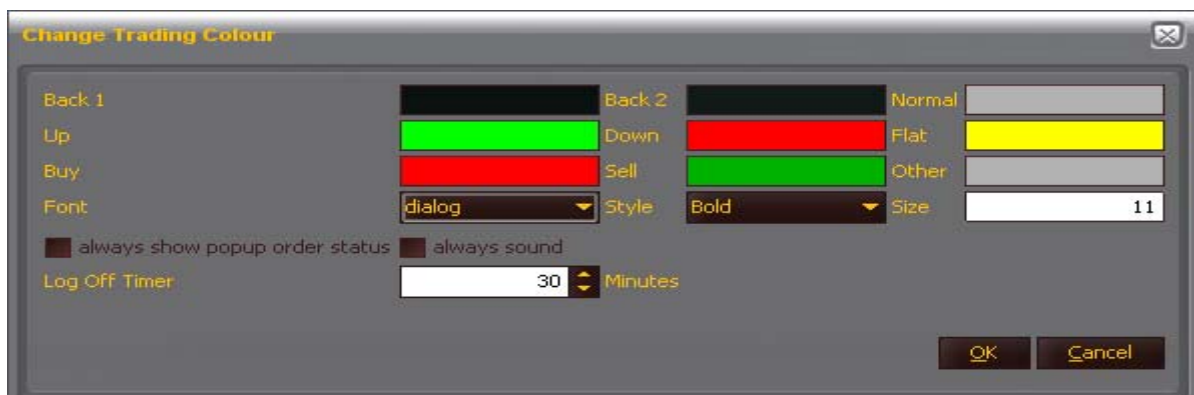 Change Trading Colour
Back 1 Back 2 Normal
Up Down Flat
Buy Sell Other
Font dialog Style Bold Size 11
always show popup order status always sound
Log Off Timer 30 Minutes
OK Cancel